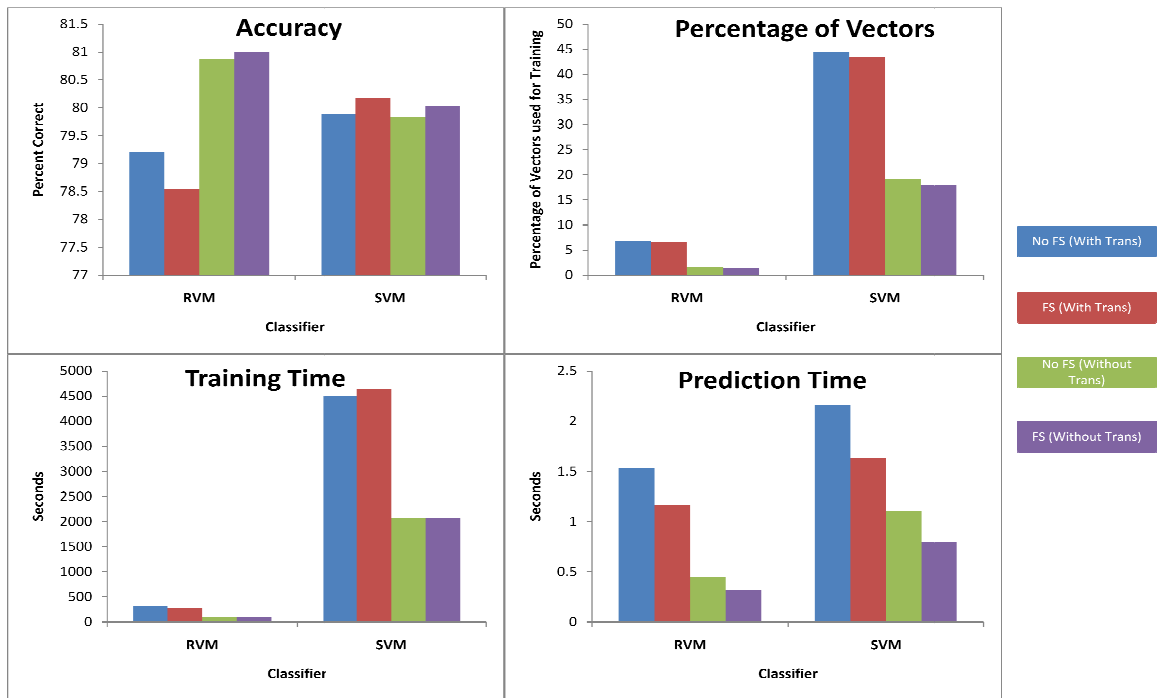 Accuracy
81.5
81
80.5
80
79.5
79
78.5
78
77.5
77
Percent Correct
RVM
SVM
Classifier
Percentage of Vectors
50
45
40
35
30
25
20
15
10
5
0
Percentage of Vectors used for Training
RVM
SVM
Classifier
Training Time
5000
4500
4000
3500
3000
2500
2000
1500
1000
500
0
Seconds
RVM
SVM
Classifier
Prediction Time
2.5
2
1.5
1
0.5
0
Seconds
RVM
SVM
Classifier
No FS (With Trans)
FS (With Trans)
No FS (Without
Trans)
FS (Without Trans)